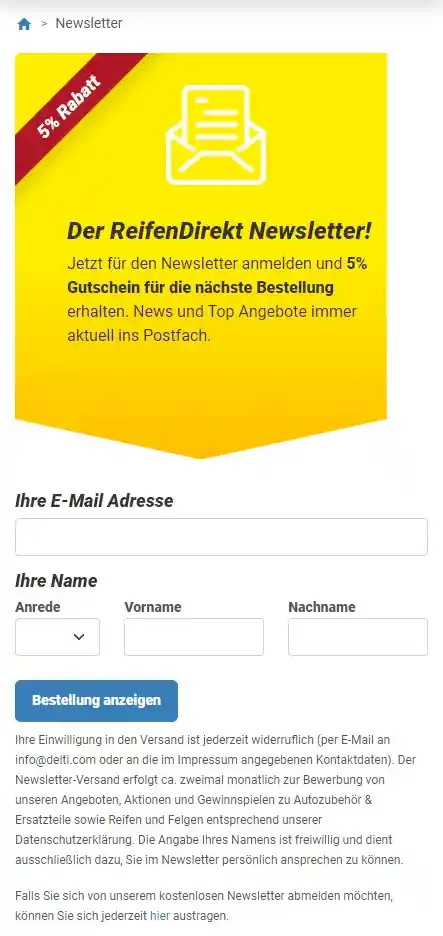 > Newsletter
5% Rabatt
Der ReifenDirekt Newsletter!
Jetzt für den Newsletter anmelden und 5%
Gutschein für die nächste Bestellung
erhalten. News und Top Angebote immer
aktuell ins Postfach.
Ihre E-Mail Adresse
Ihre Name
Anrede Vorname Nachname
Bestellung anzeigen
Ihre Einwilligung in den Versand ist jederzeit widerruflich (per E-Mail an
info@delti.com oder an die im Impressum angegebenen Kontaktdaten). Der
Newsletter-Versand erfolgt ca. zweimal monatlich zur Bewerbung von
unseren Angeboten, Aktionen und Gewinnspielen zu Autozubehör &
Ersatzteile sowie Reifen und Felgen entsprechend unserer
Datenschutzerklärung. Die Angabe Ihres Namens ist freiwillig und dient
ausschließlich dazu, Sie im Newsletter persönlich ansprechen zu können.
Falls Sie sich von unserem kostenlosen Newsletter abmelden möchten,
können Sie sich jederzeit hier austragen.